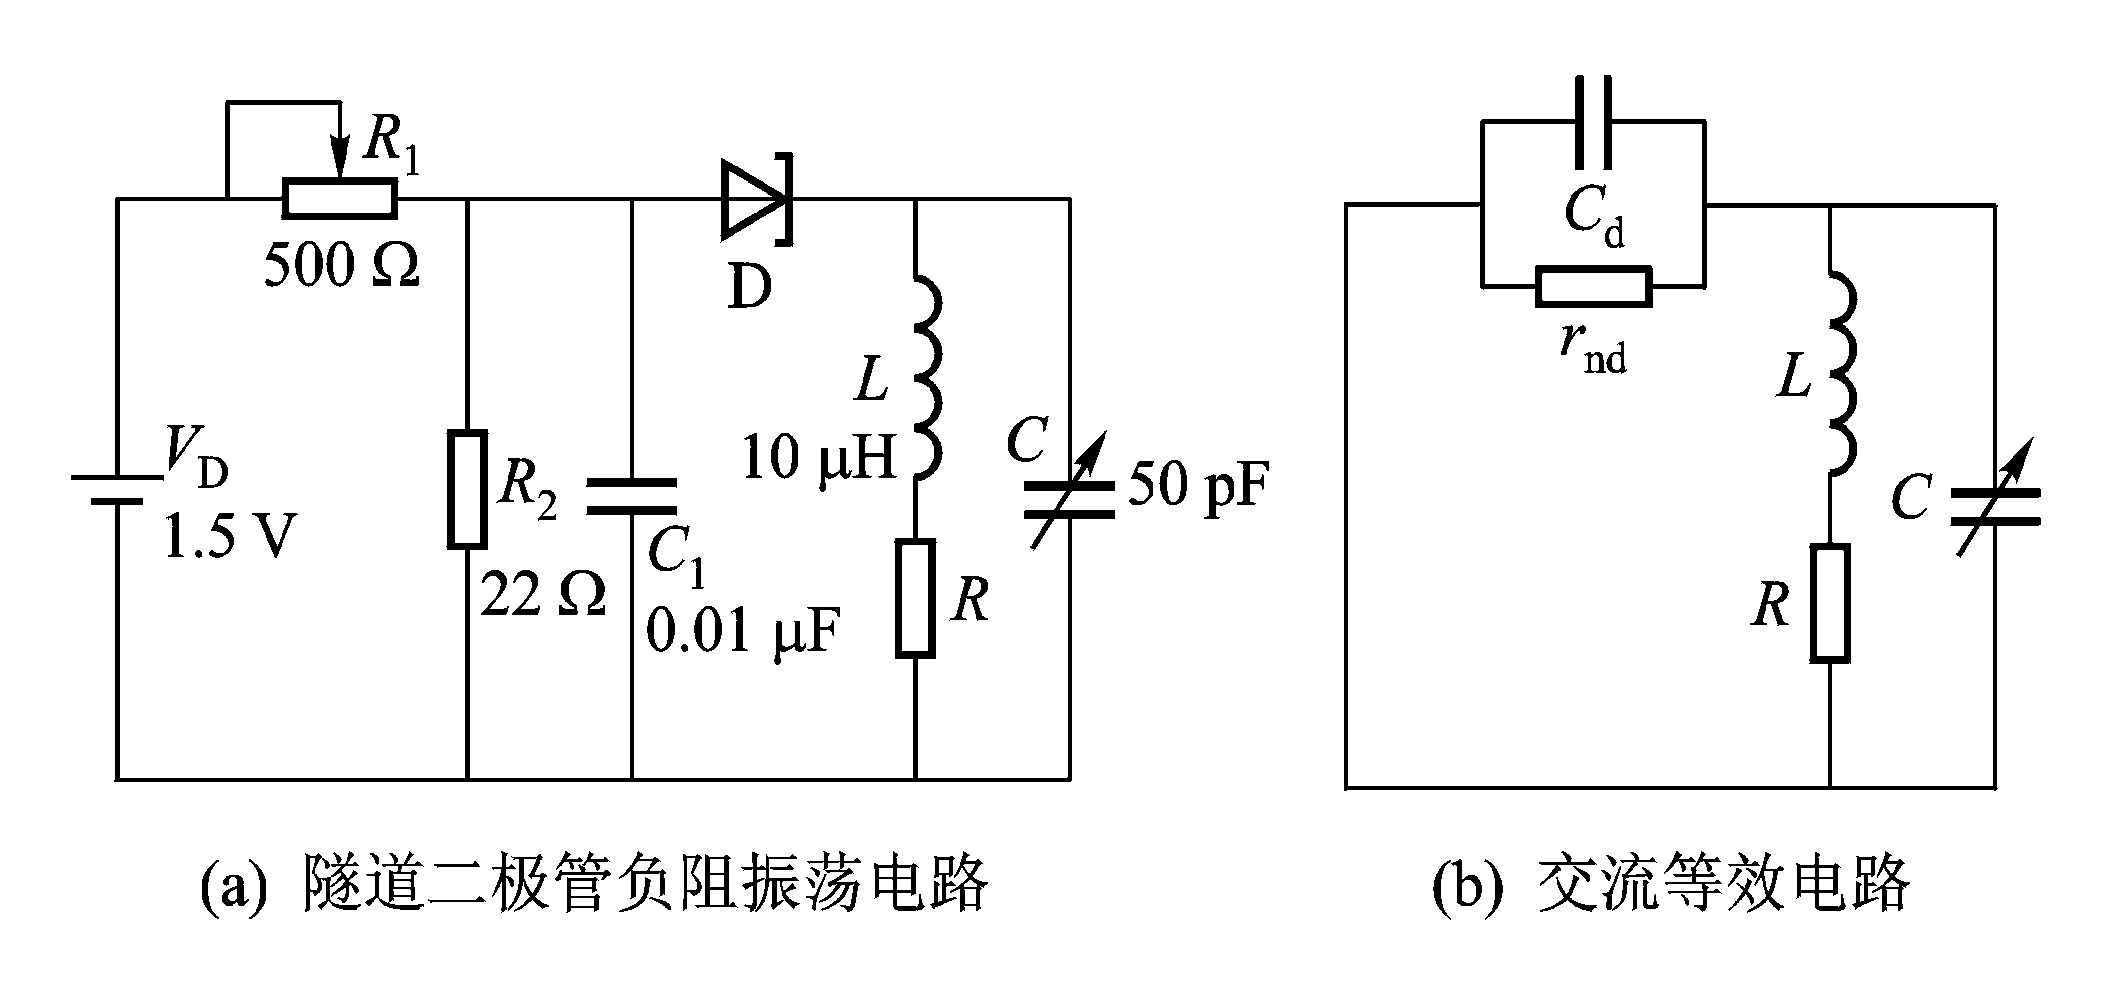 R1
500 Ω
D
VD
1.5 V
R2
22 Ω
C1
0.01 μF
L
10 μH
R
C
50 pF
(a) 隧道二极管负阻振荡电路
Cd
rnd
L
R
C
(b) 交流等效电路